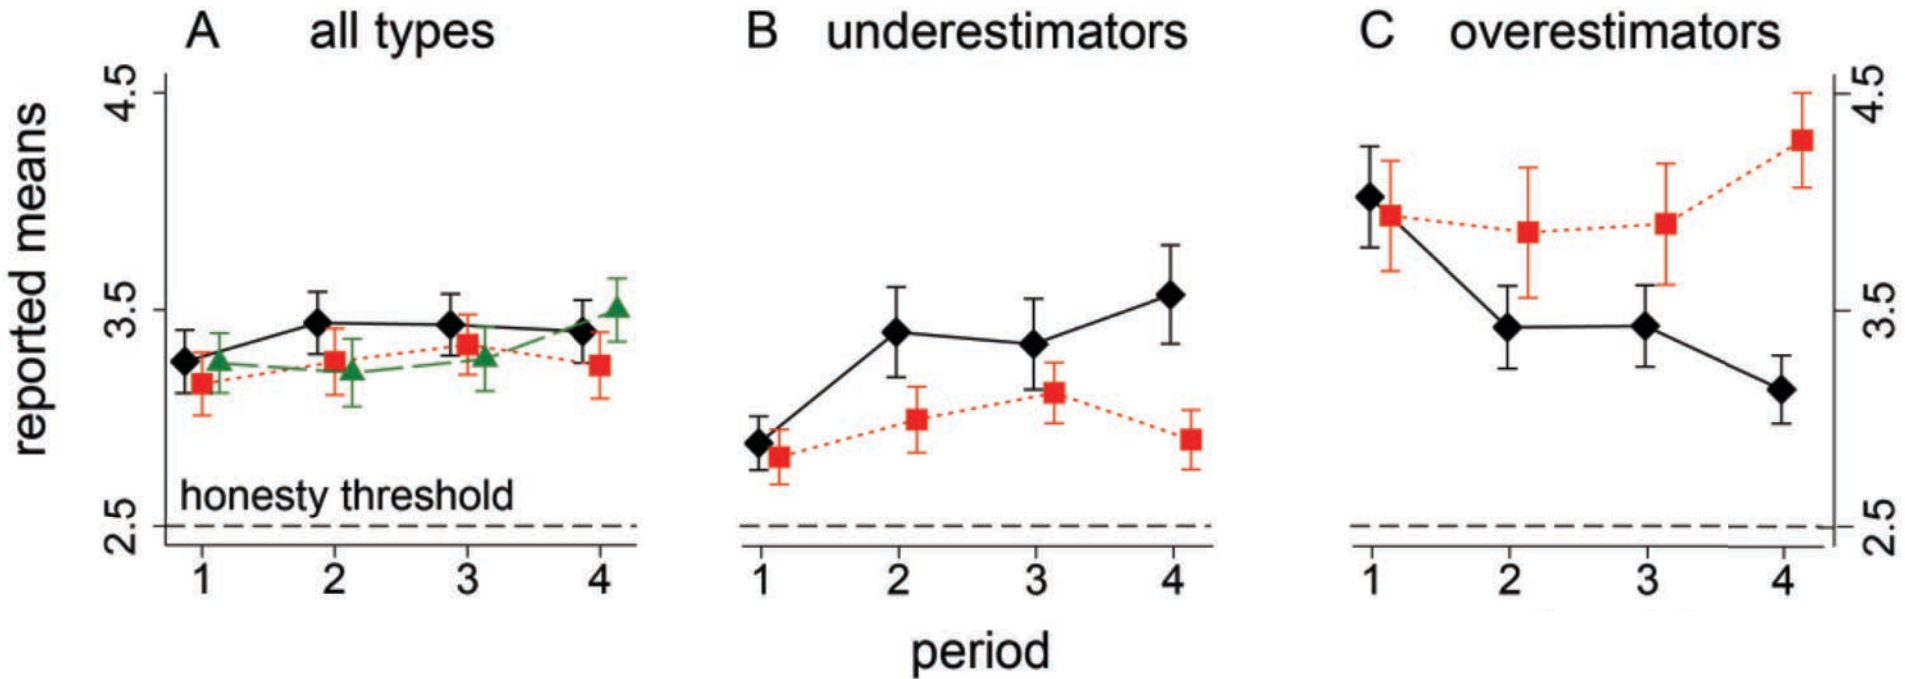 A all types
B underestimators
C overestimators
reported means
4.5
3.5
2.5
honesty threshold
4.5
3.5
2.5
1 2 3 4
1 2 3 4
1 2 3 4
period